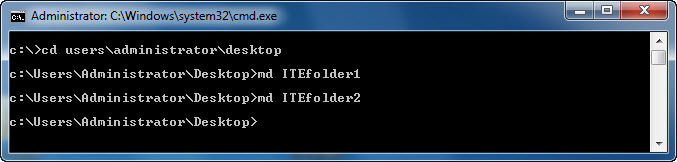 Administrator: C:\Windows\system32\cmd.exe
c:\>cd users\administrator\desktop
c:\Users\Administrator\Desktop>md ITEfolder1
c:\Users\Administrator\Desktop>md ITEfolder2
c:\Users\Administrator\Desktop>